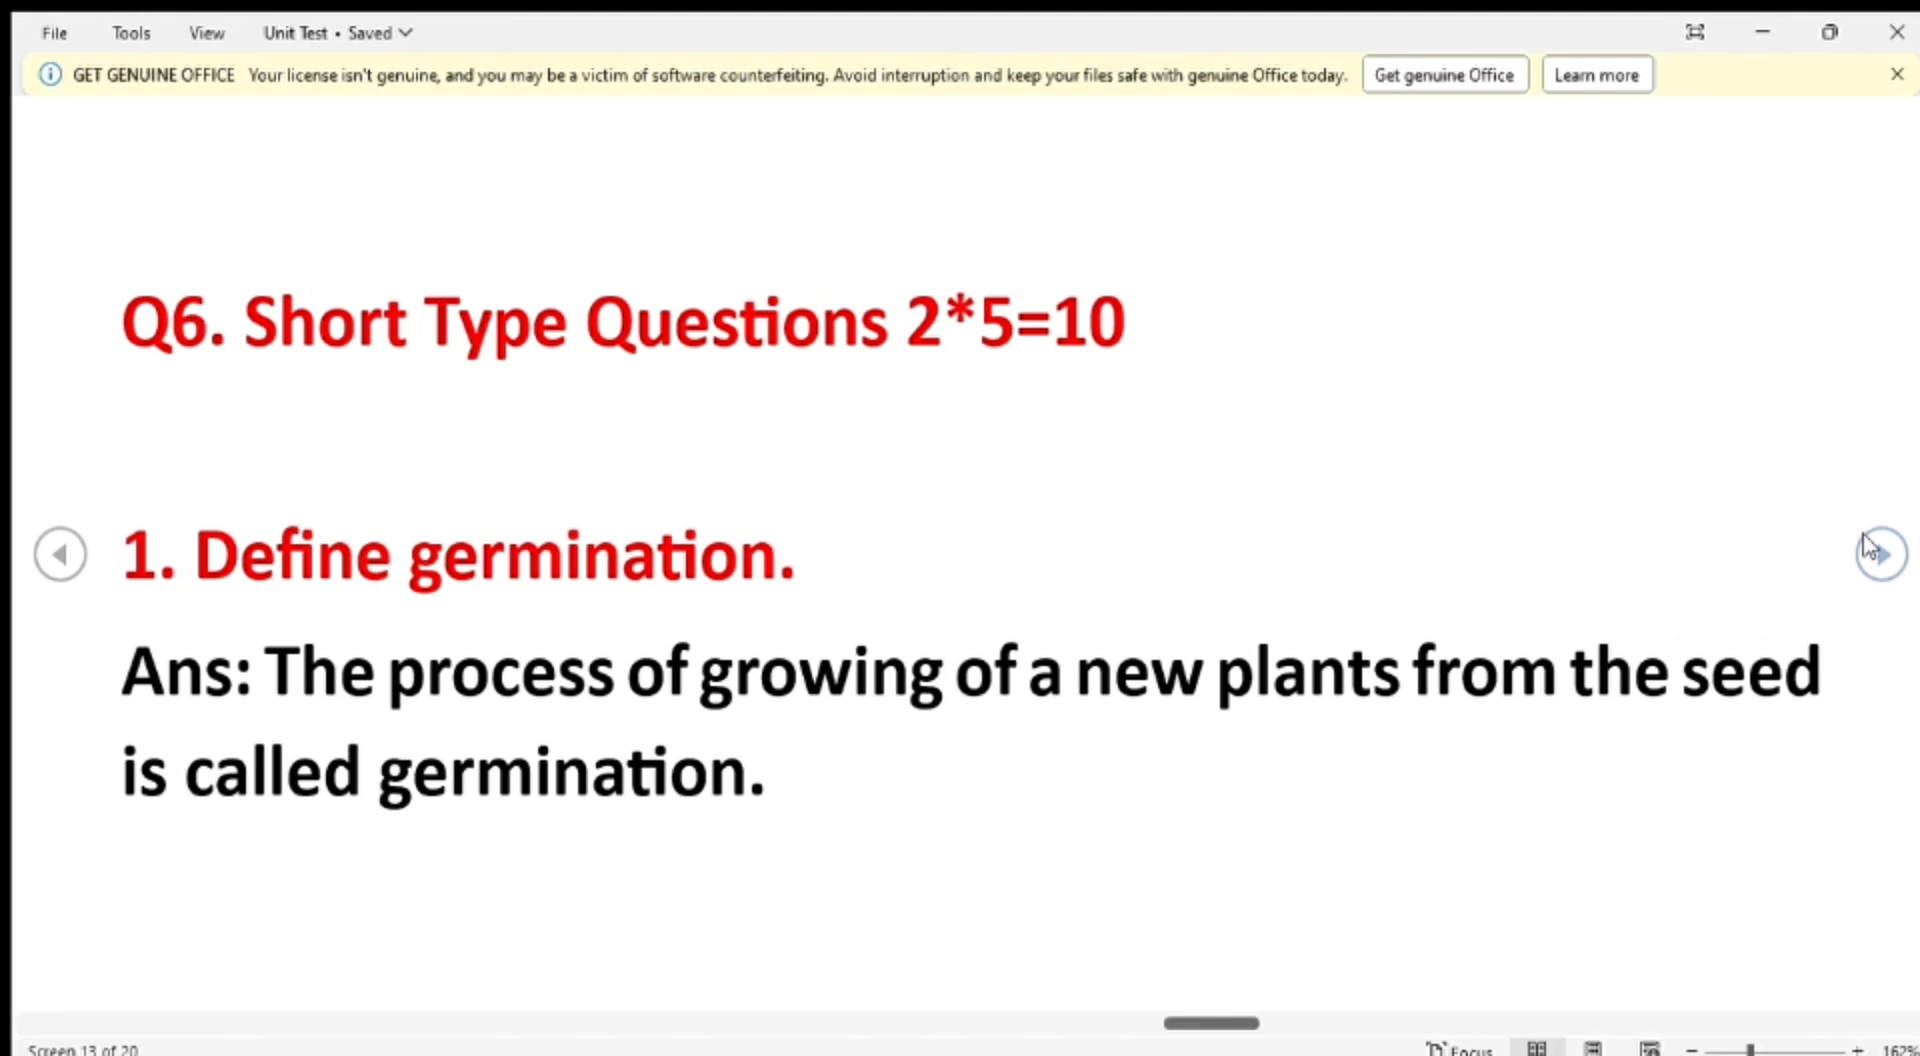 File Tools View Unit Test • Saved
GET GENUINE OFFICE Your license isn't genuine, and you may be a victim of software counterfeiting. Avoid interruption and keep your files safe with genuine Office today. Get genuine Office Learn more
Q6. Short Type Questions 2*5=10
1. Define germination.
Ans: The process of growing of a new plants from the seed
is called germination.
Screen 13 of 20 Focus 162%